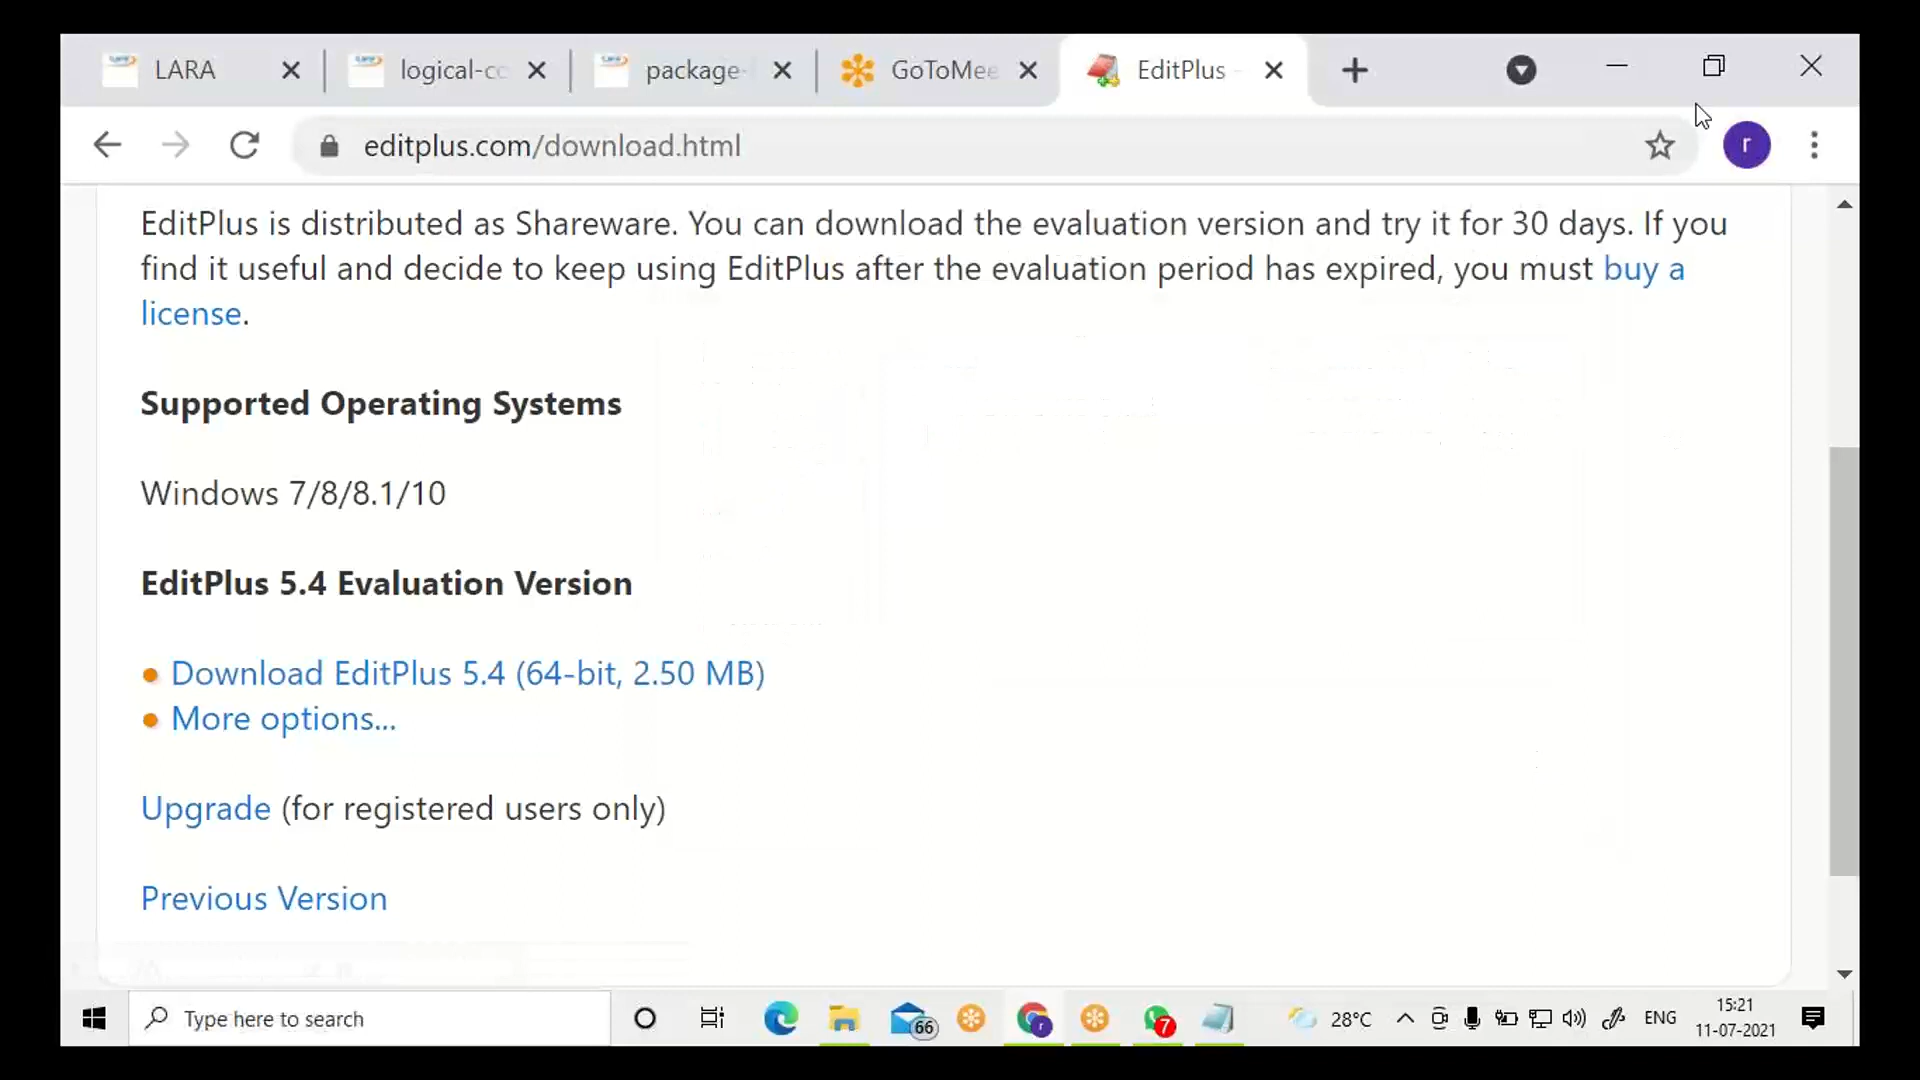 LARA
logical-cc
package-
GoToMee
EditPlus -
editplus.com/download.html
r
EditPlus is distributed as Shareware. You can download the evaluation version and try it for 30 days. If you
find it useful and decide to keep using EditPlus after the evaluation period has expired, you must buy a
license.
Supported Operating Systems
Windows 7/8/8.1/10
EditPlus 5.4 Evaluation Version
Download EditPlus 5.4 (64-bit, 2.50 MB)
More options...
Upgrade (for registered users only)
Previous Version
Type here to search
66
r
7
28°C
ENG
15:21
11-07-2021